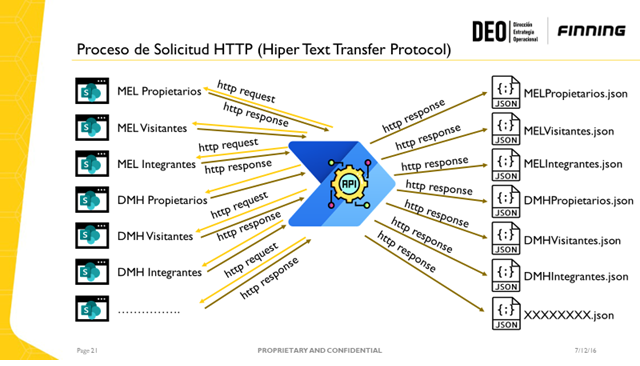 DEO Dirección Estrategia Operacional
FINNING
Proceso de Solicitud HTTP (Hiper Text Transfer Protocol)
MEL Propietarios
MEL Visitantes
MEL Integrantes
DMH Propietarios
DMH Visitantes
DMH Integrantes
……………
http request
http response
http request
http response
http request
http response
http request
http response
API
http response
http response
http response
http response
http response
http response
http response
{;}
JSON
MELPropietarios.json
{;}
JSON
MELVisitantes.json
{;}
JSON
MELIntegrantes.json
{;}
JSON
DMHPropietarios.json
{;}
JSON
DMHVisitantes.json
{;}
JSON
DMHIntegrantes.json
{;}
JSON
XXXXXXXX.json
Page 21
PROPRIETARY AND CONFIDENTIAL
7/12/16